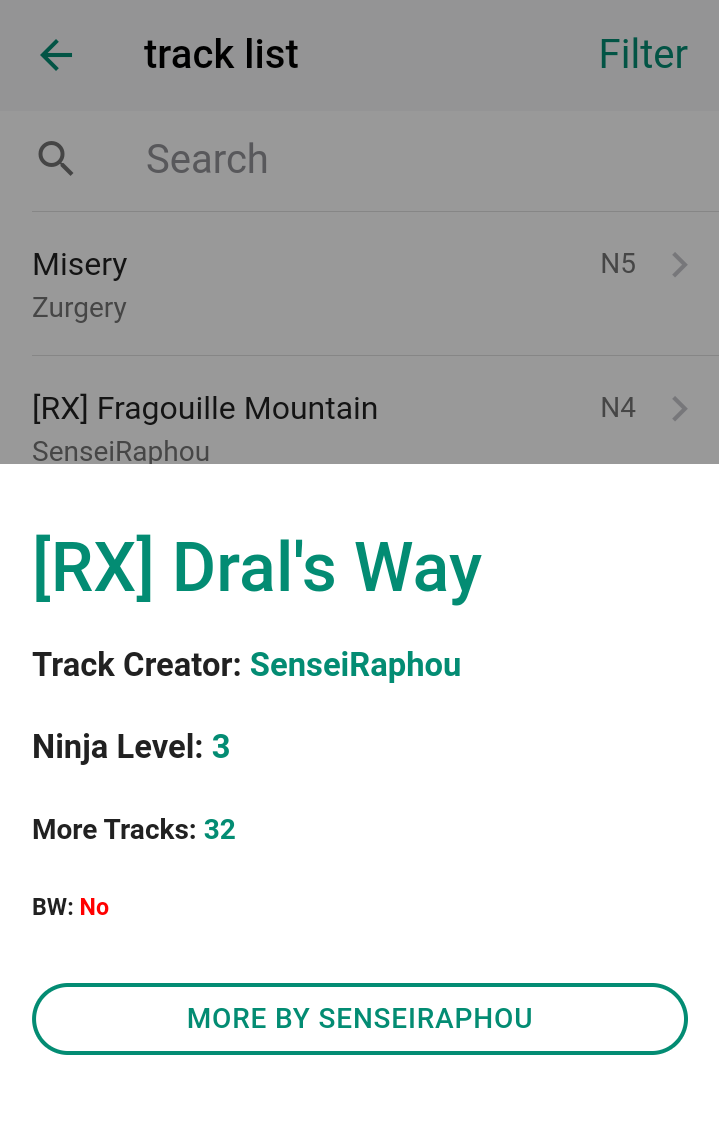 track list
Filter
Search
Misery
N5
Zurgery
[RX] Fragouille Mountain
N4
SenseiRaphou
[RX] Dral's Way
Track Creator: SenseiRaphou
Ninja Level: 3
More Tracks: 32
BW: No
MORE BY SENSEIRAPHOU